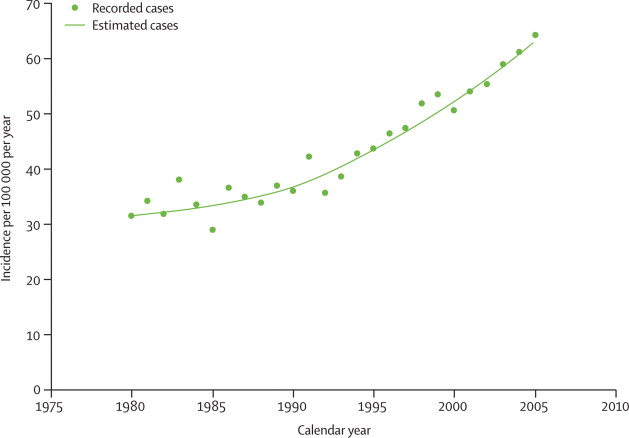 70
Recorded cases
Estimated cases
60
50
40
30
20
10
0
Incidence per 100 000 per year
1975 1980 1985 1990 1995 2000 2005 2010
Calendar year